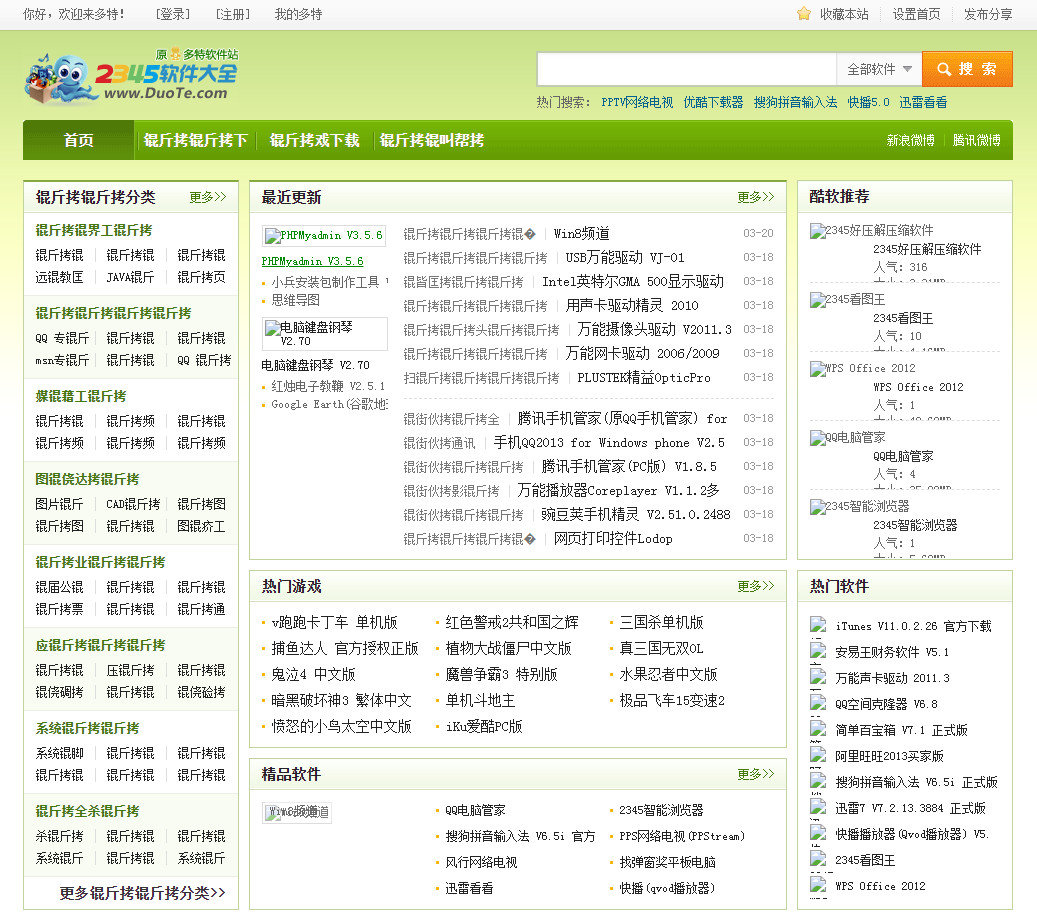 你好，欢迎来多特！ [登录] [注册] 我的多特
收藏本站 设置首页 发布分享
原 多特软件站
2345软件大全
www.DuoTe.com
全部软件 搜 索
热门搜索： PPTV网络电视 优酷下载器 搜狗拼音输入法 快播5.0 迅雷看看
首页 锟斤拷锟斤拷下 锟斤拷戏下载 锟斤拷锟叫帮拷
新浪微博 腾讯微博
锟斤拷锟斤拷分类 更多>>
锟斤拷锟界工锟斤拷
锟斤拷锟 锟斤拷锟 锟斤拷锟
远锟教匡 JAVA锟斤 锟斤拷页
锟斤拷锟斤拷锟斤拷锟斤拷
QQ 专锟斤 锟斤拷锟 锟斤拷锟
msn专锟斤 锟斤拷锟 QQ 锟斤拷
媒锟藉工锟斤拷
锟斤拷锟 锟斤拷频 锟斤拷锟
锟斤拷频 锟斤拷频 锟斤拷频
图锟侥达拷锟斤拷
图片锟斤 CAD锟斤拷 锟斤拷图
锟斤拷图 锟斤拷锟 图锟疥工
锟斤拷业锟斤拷锟斤拷
锟届公锟 锟斤拷锟 锟斤拷锟
锟斤拷票 锟斤拷锟 锟斤拷通
应锟斤拷锟斤拷锟斤拷
锟斤拷锟 压锟斤拷 锟斤拷锟
锟侥调拷 锟斤拷锟 锟侥硷拷
系统锟斤拷锟斤拷
系统锟脚 锟斤拷锟 锟斤拷锟
锟斤拷锟 锟斤拷锟 锟斤拷锟
锟斤拷全杀锟斤拷
杀锟斤拷 锟斤拷锟 锟斤拷锟
系统锟斤 锟斤拷锟 系统锟斤
更多锟斤拷锟斤拷分类>>
最近更新 更多>>
PHPMyadmin V3.5.6
PHPMyadmin V3.5.6
小兵安装包制作工具
思维导图
电脑键盘钢琴 V2.70
电脑键盘钢琴 V2.70
红烛电子教鞭 V2.5.1
Google Earth(谷歌地
锟斤拷锟斤拷锟斤拷锟� Win8频道 03-20
锟斤拷锟斤拷锟斤拷锟斤拷 USB万能驱动 VJ-01 03-18
锟皆匡拷锟斤拷锟斤拷 Intel英特尔GMA 500显示驱动 03-18
锟斤拷锟斤拷锟斤拷锟斤拷 用声卡驱动精灵 2010 03-18
锟斤拷锟斤拷头锟斤拷锟斤拷 万能摄像头驱动 V2011.3 03-18
锟斤拷锟斤拷锟斤拷锟斤拷 万能网卡驱动 2006/2009 03-18
扫锟斤拷锟斤拷锟斤拷锟斤拷 PLUSTEK精益OpticPro 03-18
锟街伙拷锟斤拷全 腾讯手机管家(原QQ手机管家) for 03-18
锟街伙拷通讯 手机QQ2013 for Windows phone V2.5 03-18
锟街伙拷锟斤拷锟斤拷 腾讯手机管家(PC版) V1.8.5 03-18
锟街伙拷影锟斤拷 万能播放器Coreplayer V1.1.2多 03-18
锟街伙拷锟斤拷锟斤拷 豌豆荚手机精灵 V2.51.0.2488 03-18
锟斤拷锟斤拷锟斤拷锟� 网页打印控件Lodop 03-18
热门游戏 更多>>
v跑跑卡丁车 单机版 红色警戒2共和国之辉 三国杀单机版
捕鱼达人 官方授权正版 植物大战僵尸中文版 真三国无双OL
鬼泣4 中文版 魔兽争霸3 特别版 水果忍者中文版
暗黑破坏神3 繁体中文 单机斗地主 极品飞车15变速2
愤怒的小鸟太空中文版 iKu爱酷PC版
精品软件 更多>>
Win8频道
QQ电脑管家 2345智能浏览器
搜狗拼音输入法 V6.5i 官方 PPS网络电视(PPStream)
风行网络电视 找弹窗奖平板电脑
迅雷看看 快播(qvod播放器)
酷软推荐
2345好压解压缩软件
2345好压解压缩软件
人气: 316
2345看图王
2345看图王
人气: 10
WPS Office 2012
WPS Office 2012
人气: 1
QQ电脑管家
QQ电脑管家
人气: 4
2345智能浏览器
2345智能浏览器
人气: 1
热门软件
iTunes V11.0.2.26 官方下载
安易王财务软件 V5.1
万能声卡驱动 2011.3
QQ空间克隆器 V6.8
简单百宝箱 V7.1 正式版
阿里旺旺2013买家版
搜狗拼音输入法 V6.5i 正式版
迅雷7 V7.2.13.3884 正式版
快播播放器(Qvod播放器) V5.
2345看图王
WPS Office 2012